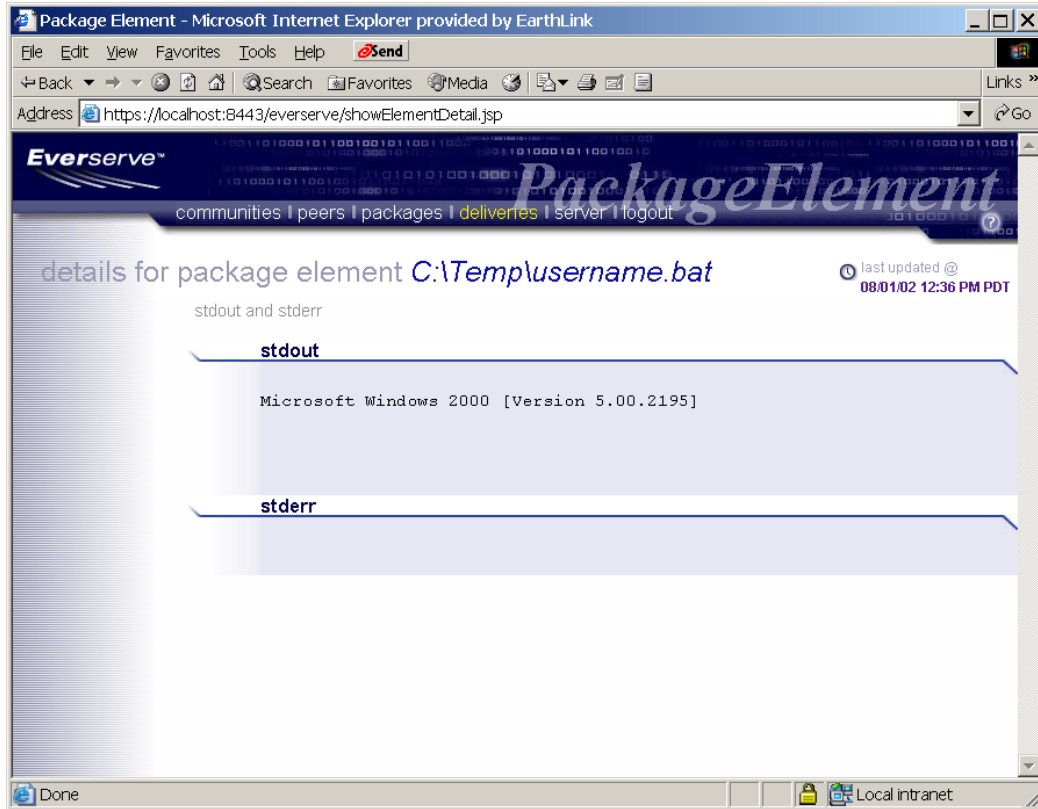 Package Element - Microsoft Internet Explorer provided by EarthLink
File Edit View Favorites Tools Help Send
Back Search Favorites Media Links »
Address https://localhost:8443/everserve/showElementDetail.jsp Go
Everserve™
PackageElement
communities | peers | packages | deliveries | server | logout
?
details for package element C:\Temp\username.bat
last updated @
08/01/02 12:36 PM PDT
stdout and stderr
stdout
Microsoft Windows 2000 [Version 5.00.2195]
stderr
Done Local intranet